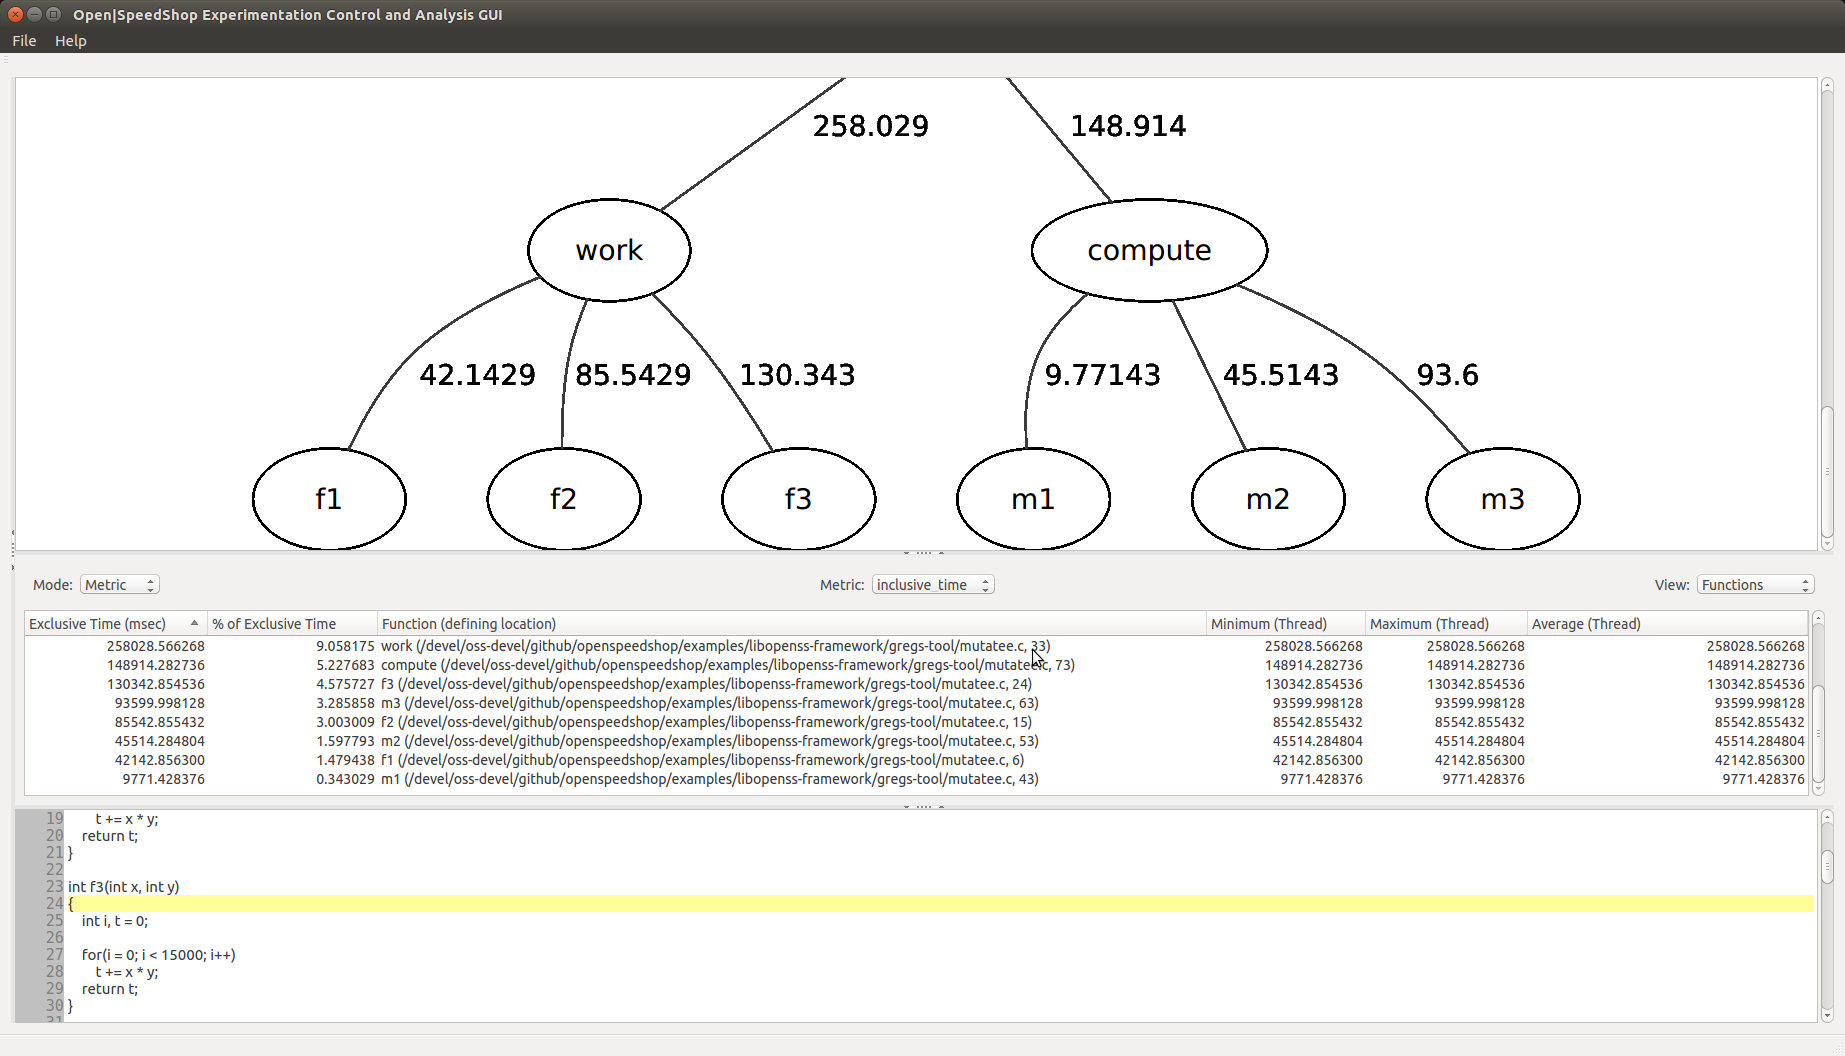 Open|SpeedShop Experimentation Control and Analysis GUI
File Help
258.029 148.914
work compute
42.1429 85.5429 130.343 9.77143 45.5143 93.6
f1 f2 f3 m1 m2 m3
Mode: Metric Metric: inclusive_time View: Functions
Exclusive Time (msec) % of Exclusive Time Function (defining location) Minimum (Thread) Maximum (Thread) Average (Thread)
258028.566268 9.058175 work (/devel/oss-devel/github/openspeedshop/examples/libopenss-framework/gregs-tool/mutatee.c, 33) 258028.566268 258028.566268 258028.566268
148914.282736 5.227683 compute (/devel/oss-devel/github/openspeedshop/examples/libopenss-framework/gregs-tool/mutatee.c, 73) 148914.282736 148914.282736 148914.282736
130342.854536 4.575727 f3 (/devel/oss-devel/github/openspeedshop/examples/libopenss-framework/gregs-tool/mutatee.c, 24) 130342.854536 130342.854536 130342.854536
93599.998128 3.285858 m3 (/devel/oss-devel/github/openspeedshop/examples/libopenss-framework/gregs-tool/mutatee.c, 63) 93599.998128 93599.998128 93599.998128
85542.855432 3.003009 f2 (/devel/oss-devel/github/openspeedshop/examples/libopenss-framework/gregs-tool/mutatee.c, 15) 85542.855432 85542.855432 85542.855432
45514.284804 1.597793 m2 (/devel/oss-devel/github/openspeedshop/examples/libopenss-framework/gregs-tool/mutatee.c, 53) 45514.284804 45514.284804 45514.284804
42142.856300 1.479438 f1 (/devel/oss-devel/github/openspeedshop/examples/libopenss-framework/gregs-tool/mutatee.c, 6) 42142.856300 42142.856300 42142.856300
9771.428376 0.343029 m1 (/devel/oss-devel/github/openspeedshop/examples/libopenss-framework/gregs-tool/mutatee.c, 43) 9771.428376 9771.428376 9771.428376
19 t += x * y;
20 return t;
21 }
22
23 int f3(int x, int y)
24 {
25 int i, t = 0;
26
27 for(i = 0; i < 15000; i++)
28 t += x * y;
29 return t;
30 }
31